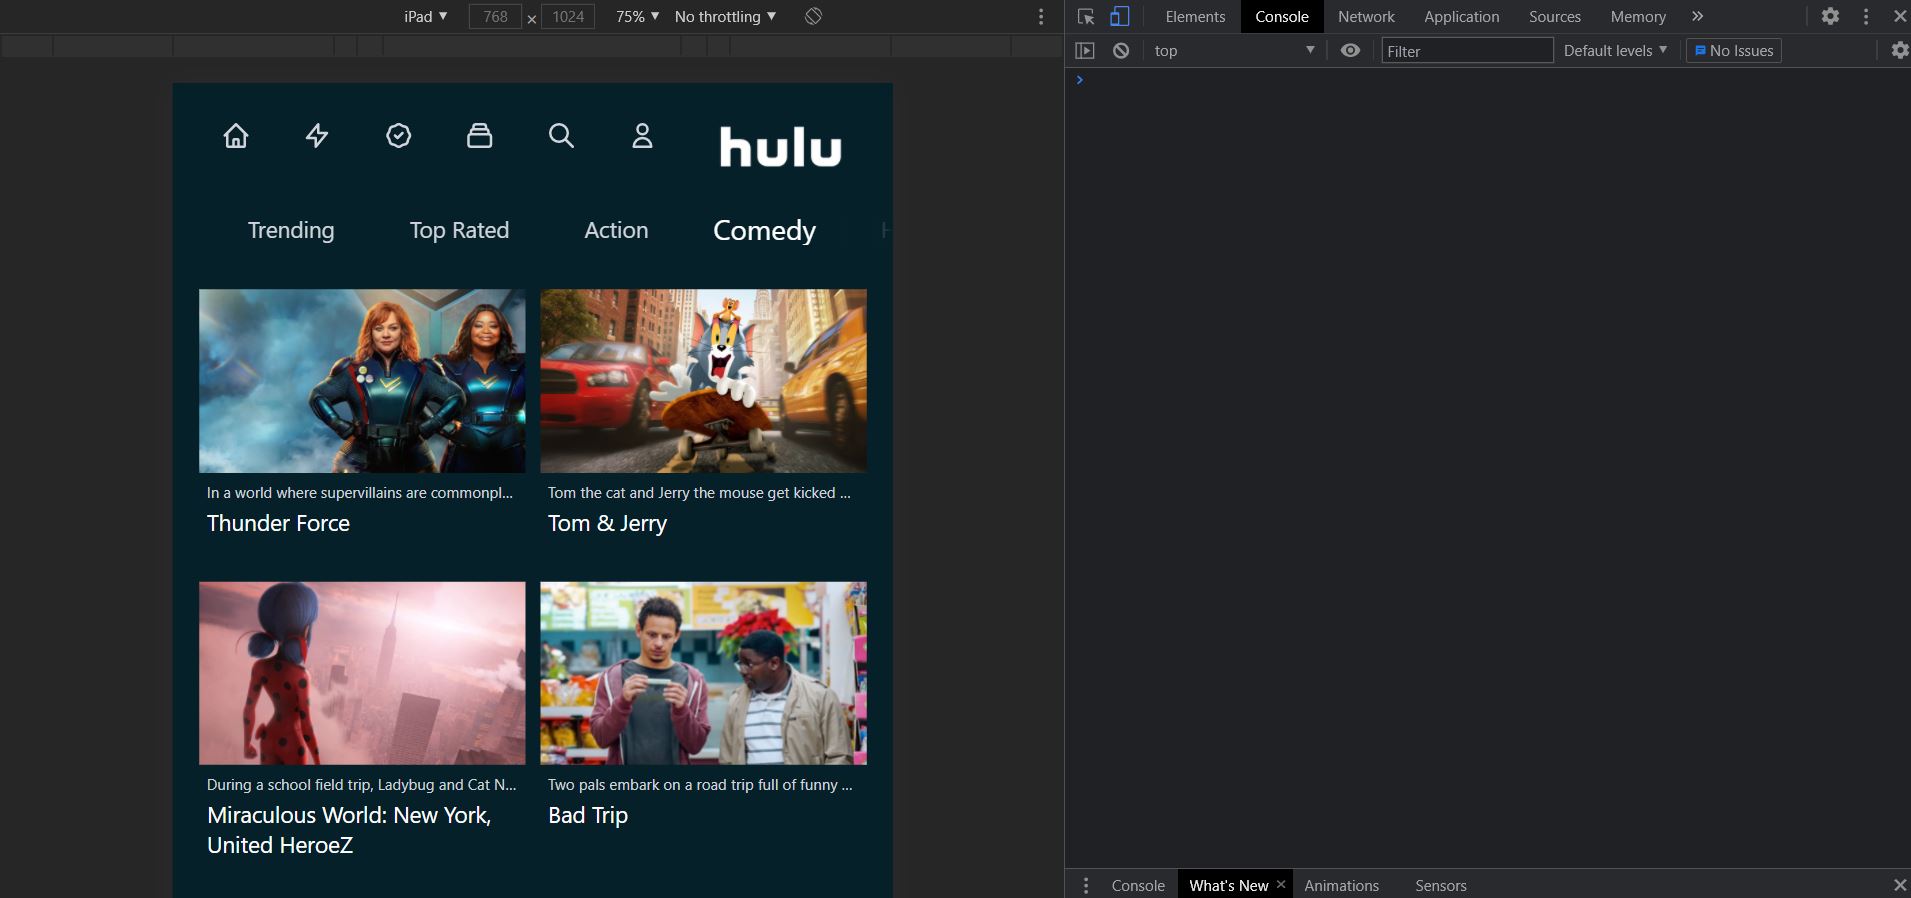 iPad 768 × 1024 75% No throttling
Elements Console Network Application Sources Memory
top Filter Default levels No Issues
hulu
Trending Top Rated Action Comedy
In a world where supervillains are commonpl...
Thunder Force
Tom the cat and Jerry the mouse get kicked ...
Tom & Jerry
During a school field trip, Ladybug and Cat N...
Miraculous World: New York,
United HeroeZ
Two pals embark on a road trip full of funny ...
Bad Trip
Console What's New Animations Sensors